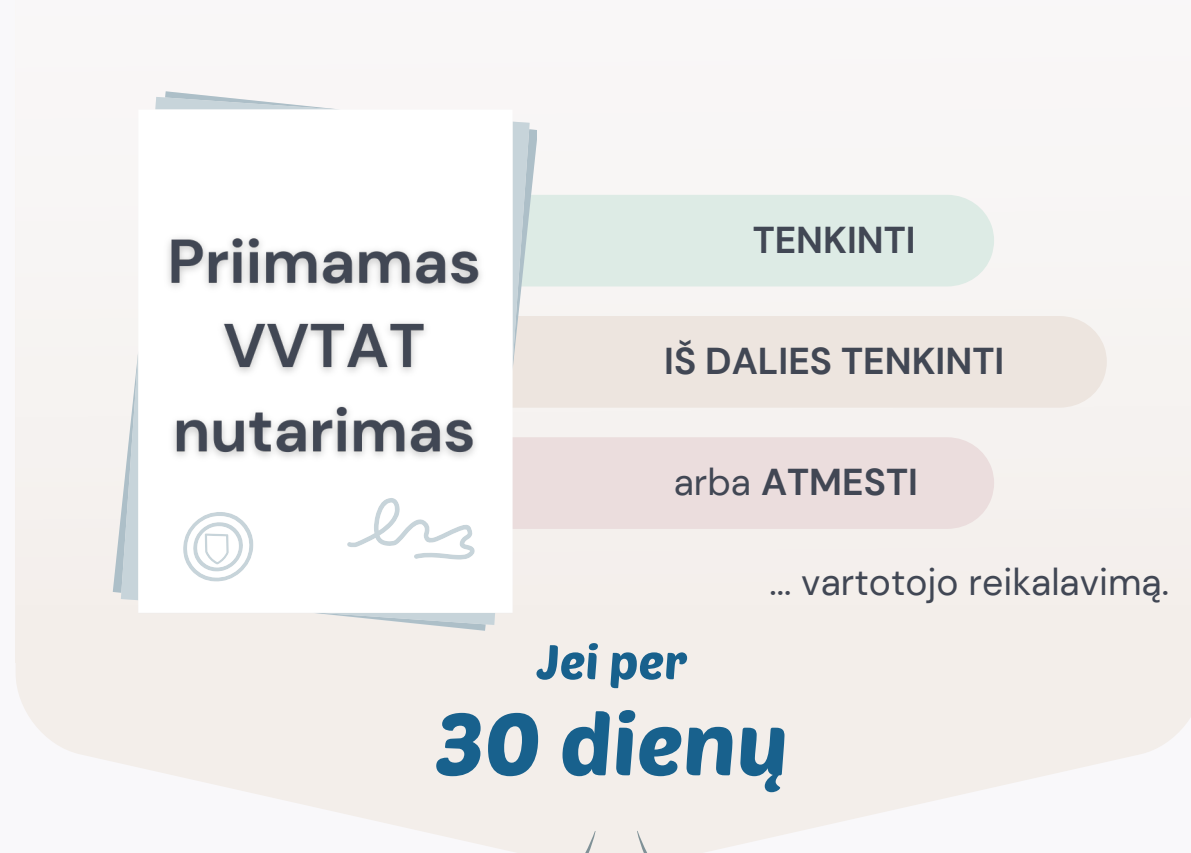 Priimamas
VVTAT
nutarimas
TENKINTI
IŠ DALIES TENKINTI
arba ATMESTI
... vartotojo reikalavimą.
Jei per
30 dienų